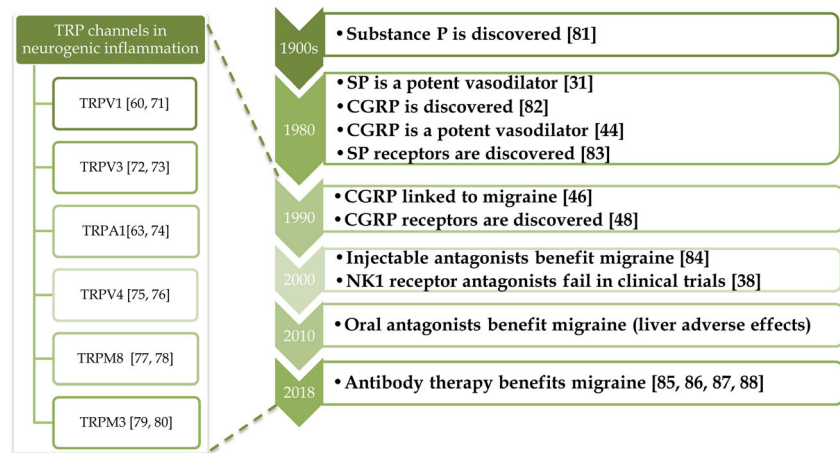 TRP channels in
neurogenic inflammation
TRPV1 [60, 71]
TRPV3 [72, 73]
TRPA1[63, 74]
TRPV4 [75, 76]
TRPM8 [77, 78]
TRPM3 [79, 80]
1900s
• Substance P is discovered [81]
1980
• SP is a potent vasodilator [31]
• CGRP is discovered [82]
• CGRP is a potent vasodilator [44]
• SP receptors are discovered [83]
1990
• CGRP linked to migraine [46]
• CGRP receptors are discovered [48]
2000
• Injectable antagonists benefit migraine [84]
• NK1 receptor antagonists fail in clinical trials [38]
2010
• Oral antagonists benefit migraine (liver adverse effects)
2018
• Antibody therapy benefits migraine [85, 86, 87, 88]